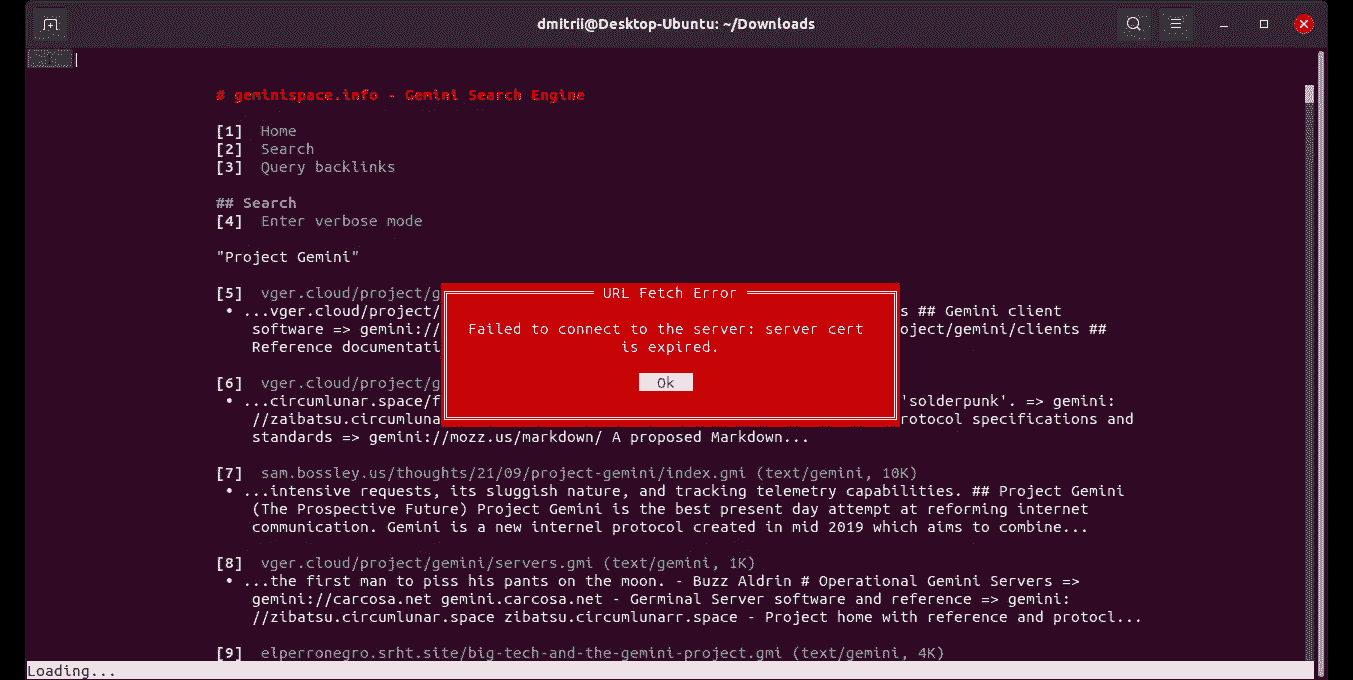 dmitrii@Desktop-Ubuntu: ~/Downloads
# geminispace.info - Gemini Search Engine
[1] Home
[2] Search
[3] Query backlinks
## Search
[4] Enter verbose mode
"Project Gemini"
[5] vger.cloud/project/g
• ...vger.cloud/project/ s ## Gemini client
software => gemini:// oject/gemini/clients ##
Reference documentati
URL Fetch Error
Failed to connect to the server: server cert
is expired.
Ok
[6] vger.cloud/project/g
• ...circumlunar.space/f 'solderpunk'. => gemini:
//zaibatsu.circumluna rotocol specifications and
standards => gemini://mozz.us/markdown/ A proposed Markdown...
[7] sam.bossley.us/thoughts/21/09/project-gemini/index.gmi (text/gemini, 10K)
• ...intensive requests, its sluggish nature, and tracking telemetry capabilities. ## Project Gemini
(The Prospective Future) Project Gemini is the best present day attempt at reforming internet
communication. Gemini is a new internet protocol created in mid 2019 which aims to combine...
[8] vger.cloud/project/gemini/servers.gmi (text/gemini, 1K)
• ...the first man to piss his pants on the moon. - Buzz Aldrin # Operational Gemini Servers =>
gemini://carcosa.net gemini.carcosa.net - Germinal Server software and reference => gemini:
//zibatsu.circumlunar.space zibatsu.circumlunarr.space - Project home with reference and protocl...
[9] elperronegro.srht.site/big-tech-and-the-gemini-project.gmi (text/gemini, 4K)
Loading...